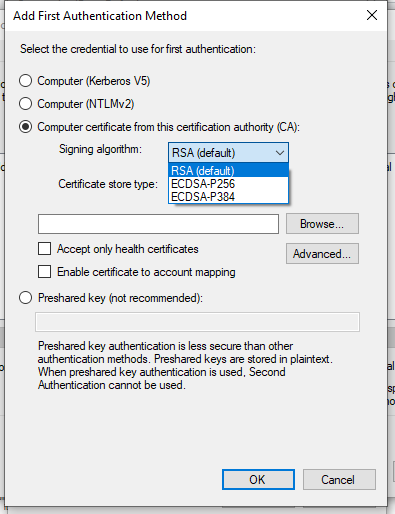 Add First Authentication Method
Select the credential to use for first authentication:
Computer (Kerberos V5)
Computer (NTLMv2)
Computer certificate from this certification authority (CA):
Signing algorithm:
RSA (default)
RSA (default)
ECDSA-P256
ECDSA-P384
Certificate store type:
Browse...
Accept only health certificates
Advanced...
Enable certificate to account mapping
Preshared key (not recommended):
Preshared key authentication is less secure than other
authentication methods. Preshared keys are stored in plaintext.
When preshared key authentication is used, Second
Authentication cannot be used.
OK
Cancel